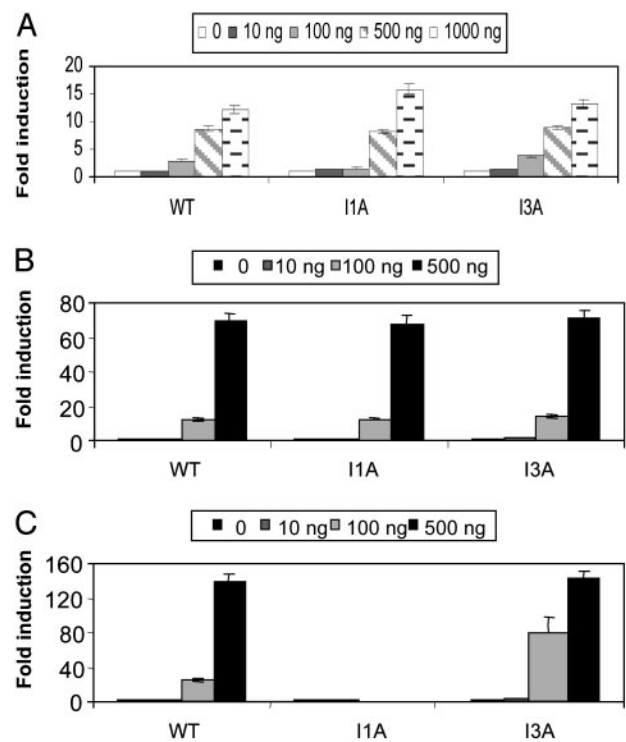 A
0 10 ng 100 ng 500 ng 1000 ng
Fold induction
20
15
10
5
0
WT I1A I3A
B
0 10 ng 100 ng 500 ng
Fold induction
80
60
40
20
0
WT I1A I3A
C
0 10 ng 100 ng 500 ng
Fold induction
160
120
80
40
0
WT I1A I3A